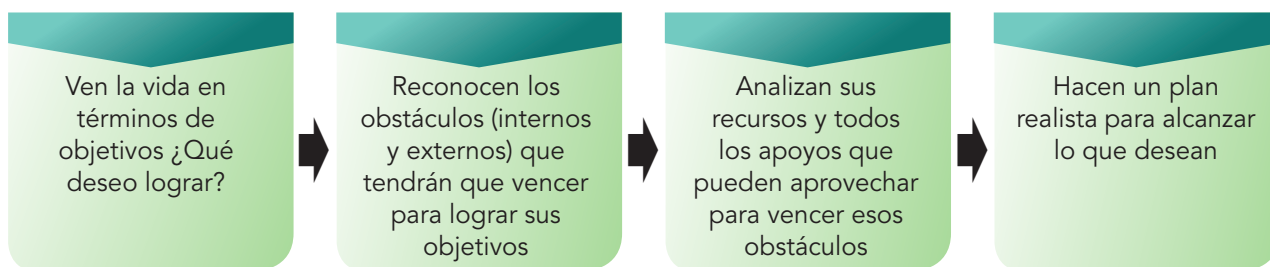 Ven la vida en
términos de
objetivos ¿Qué
deseo lograr?
Reconocen los
obstáculos (internos
y externos) que
tendrán que vencer
para lograr sus
objetivos
Analizan sus
recursos y todos
los apoyos que
pueden aprovechar
para vencer esos
obstáculos
Hacen un plan
realista para alcanzar
lo que desean